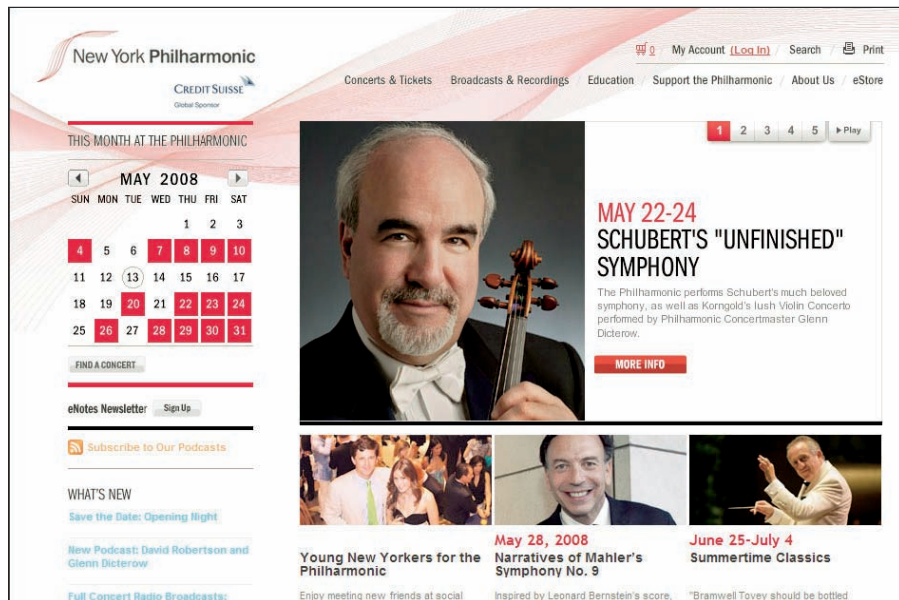 New York Philharmonic
CREDIT SUISSE
Global Sponsor
0 / My Account (Log In) / Search / Print
Concerts & Tickets / Broadcasts & Recordings / Education / Support the Philharmonic / About Us / eStore
THIS MONTH AT THE PHILHARMONIC
MAY 2008
SUN MON TUE WED THU FRI SAT
1 2 3
4 5 6 7 8 9 10
11 12 13 14 15 16 17
18 19 20 21 22 23 24
25 26 27 28 29 30 31
FIND A CONCERT
eNotes Newsletter Sign Up
Subscribe to Our Podcasts
WHAT'S NEW
Save the Date: Opening Night
New Podcast: David Robertson and
Glenn Dicterow
Full Concert Radio Broadcasts:
1 2 3 4 5 Play
MAY 22-24
SCHUBERT'S "UNFINISHED"
SYMPHONY
The Philharmonic performs Schubert's much beloved
symphony, as well as Korngold's lush Violin Concerto
performed by Philharmonic Concertmaster Glenn
Dicterow.
MORE INFO
Young New Yorkers for the
Philharmonic
Enjoy meeting new friends at social
May 28, 2008
Narratives of Mahler's
Symphony No. 9
Inspired by Leonard Bernstein's score,
June 25-July 4
Summertime Classics
"Bramwell Tovey should be bottled